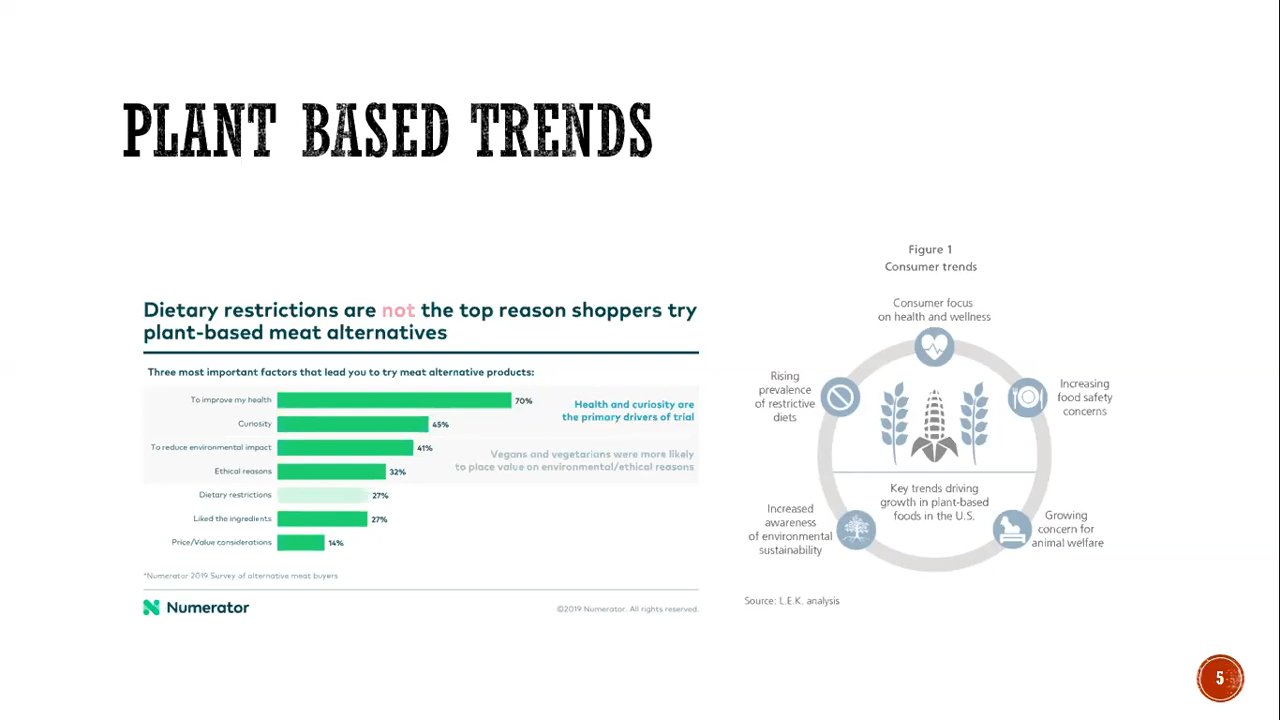 PLANT BASED TRENDS
Dietary restrictions are not the top reason shoppers try
plant-based meat alternatives
Three most important factors that lead you to try meat alternative products:
To improve my health 70%
Curiosity 45%
To reduce environmental impact 41%
Ethical reasons 32%
Dietary restrictions 27%
Liked the ingredients 27%
Price/Value considerations 14%
Health and curiosity are
the primary drivers of trial
Vegans and vegetarians were more likely
to place value on environmental/ethical reasons
*Numerator 2019 Survey of alternative meat buyers
Numerator
©2019 Numerator. All rights reserved.
Figure 1
Consumer trends
Consumer focus
on health and wellness
Rising
prevalence
of restrictive
diets
Increasing
food safety
concerns
Key trends driving
growth in plant-based
foods in the U.S.
Increased
awareness
of environmental
sustainability
Growing
concern for
animal welfare
Source: L.E.K. analysis
5